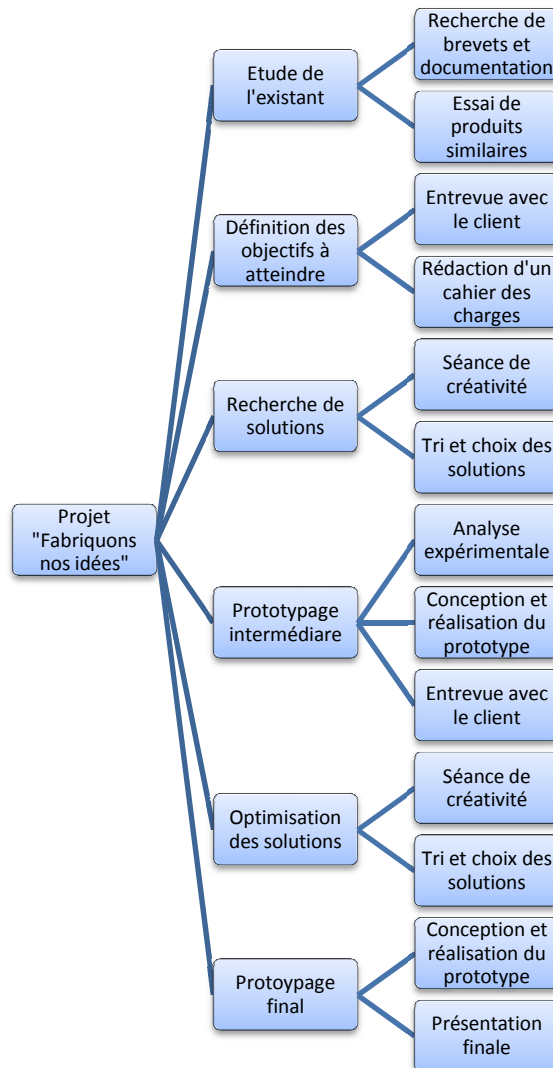 Projet
"Fabriquons
nos idées"
Etude de
l'existant
Recherche de
brevets et
documentation
Essai de
produits
similaires
Définition des
objectifs à
atteindre
Entrevue avec
le client
Rédaction d'un
cahier des
charges
Recherche de
solutions
Séance de
créativité
Tri et choix des
solutions
Prototypage
intermédiare
Analyse
expérimentale
Conception et
réalisation du
prototype
Entrevue avec
le client
Optimisation
des solutions
Séance de
créativité
Tri et choix des
solutions
Protoypage
final
Conception et
réalisation du
prototype
Présentation
finale